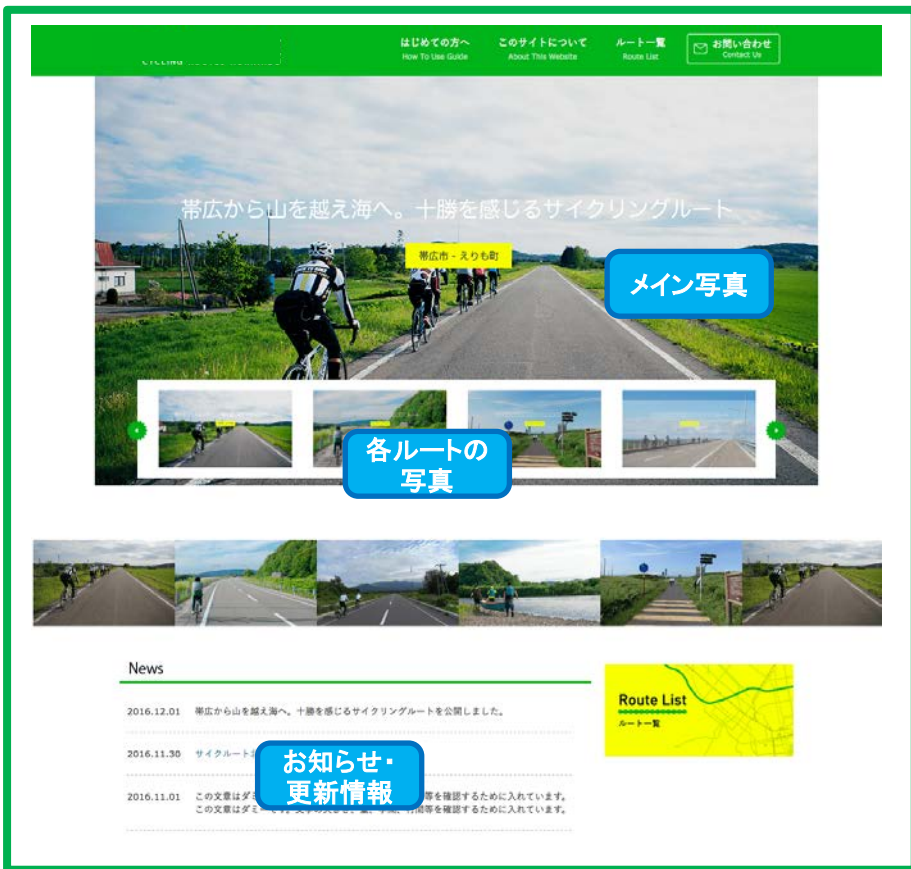 はじめての方へ
How To Use Guide
このサイトについて
About This Website
ルート一覧
Route List
お問い合わせ
Contact Us
帯広から山を越え海へ。十勝を感じるサイクリングルート
帯広市 - えりも町
メイン写真
各ルートの
写真
News
2016.12.01 帯広から山を越え海へ。十勝を感じるサイクリングルートを公開しました。
2016.11.30 サイクルート
お知らせ・
更新情報
2016.11.01 この文章はダミ 等を確認するために入れています。
この文章はダミ 等を確認するために入れています。
Route List
ルート一覧